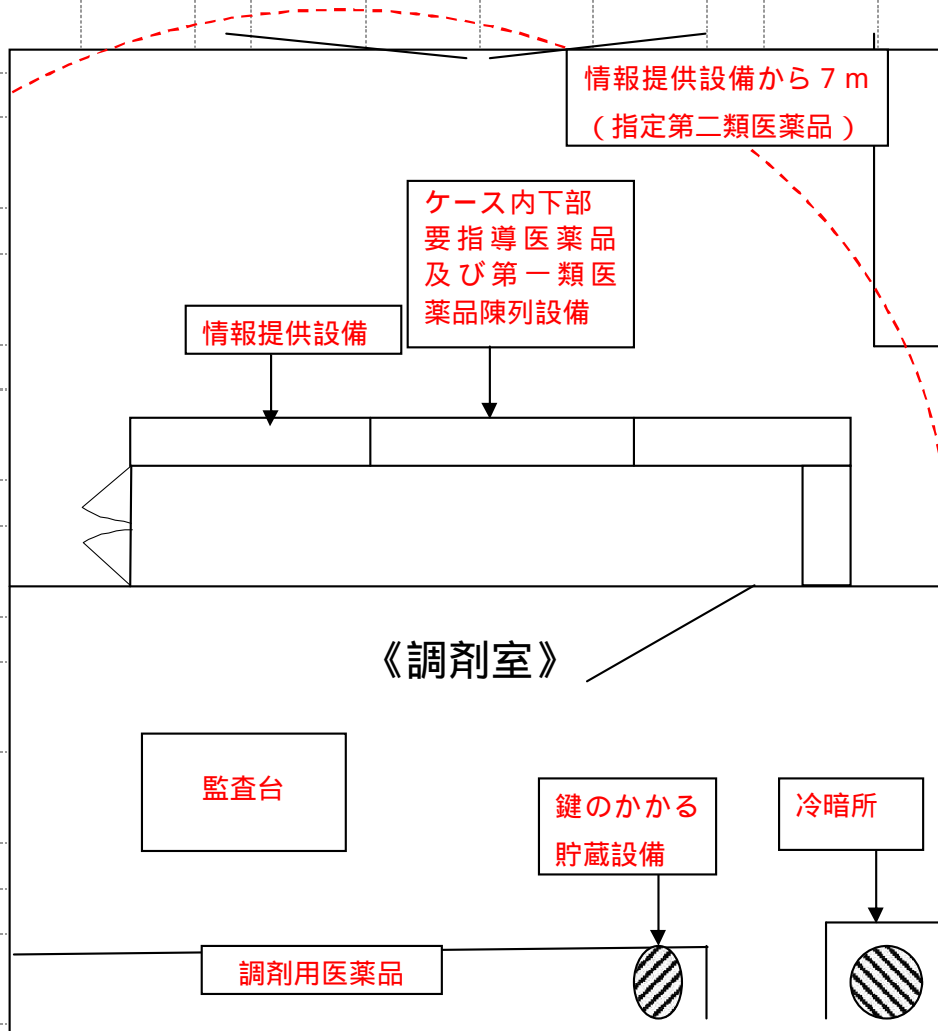 情報提供設備から７ｍ
（指定第二類医薬品）
ケース内下部
要指導医薬品
及び第一類医
薬品陳列設備
情報提供設備
《調剤室》
監査台
鍵のかかる
貯蔵設備
冷暗所
調剤用医薬品